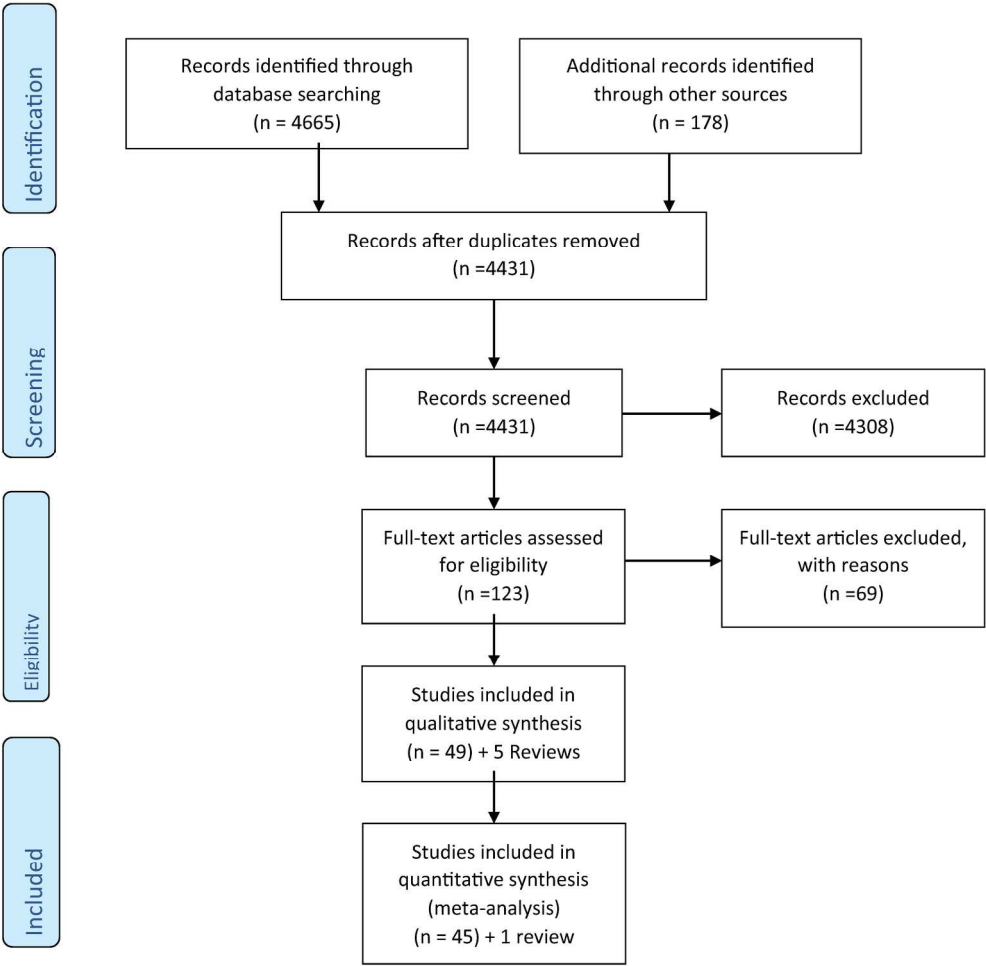 Identification
Records identified through
database searching
(n = 4665)
Additional records identified
through other sources
(n = 178)
Records after duplicates removed
(n =4431)
Screening
Records screened
(n =4431)
Records excluded
(n =4308)
Eligibility
Full-text articles assessed
for eligibility
(n =123)
Full-text articles excluded,
with reasons
(n =69)
Studies included in
qualitative synthesis
(n = 49) + 5 Reviews
Included
Studies included in
quantitative synthesis
(meta-analysis)
(n = 45) + 1 review